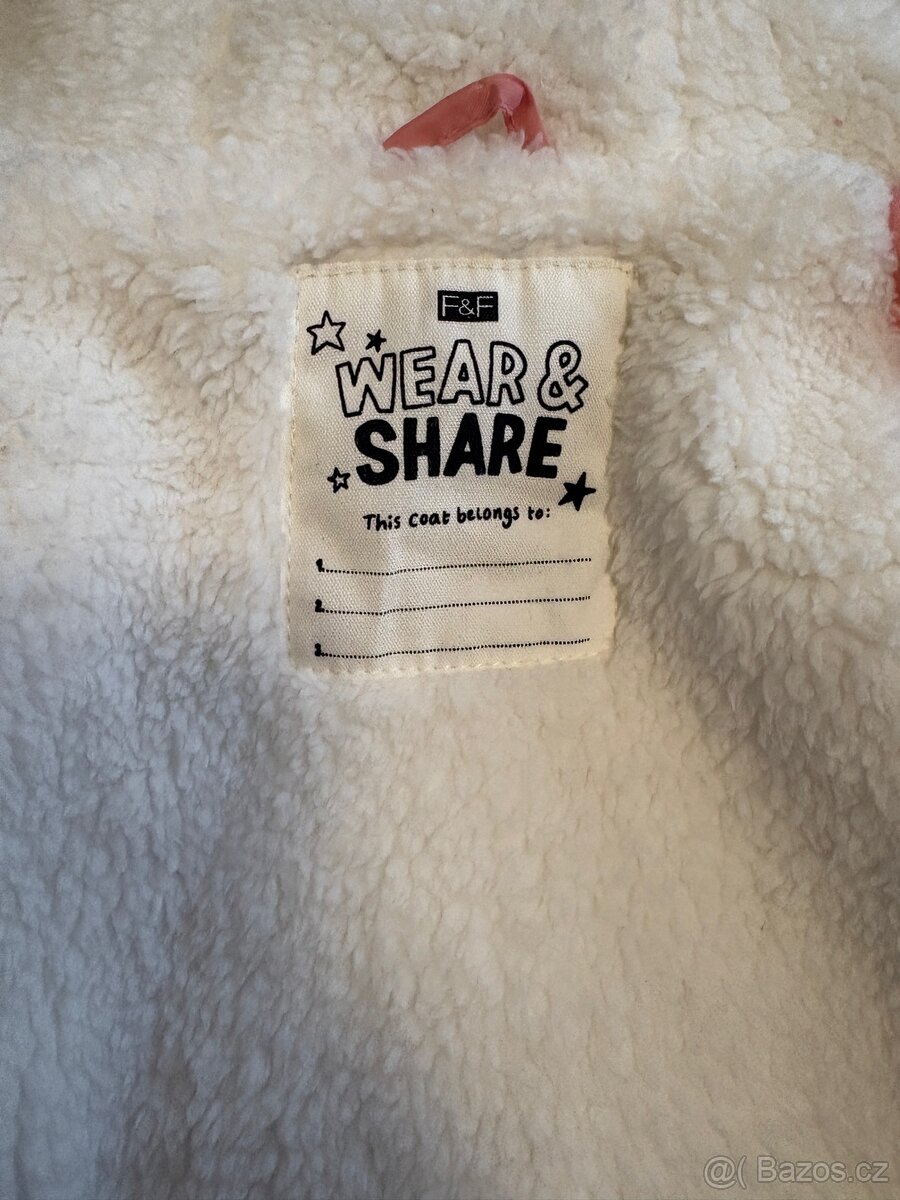 F&F
WEAR &
SHARE
This coat belongs to:
1.
2.
3.
@( Bazos.cz